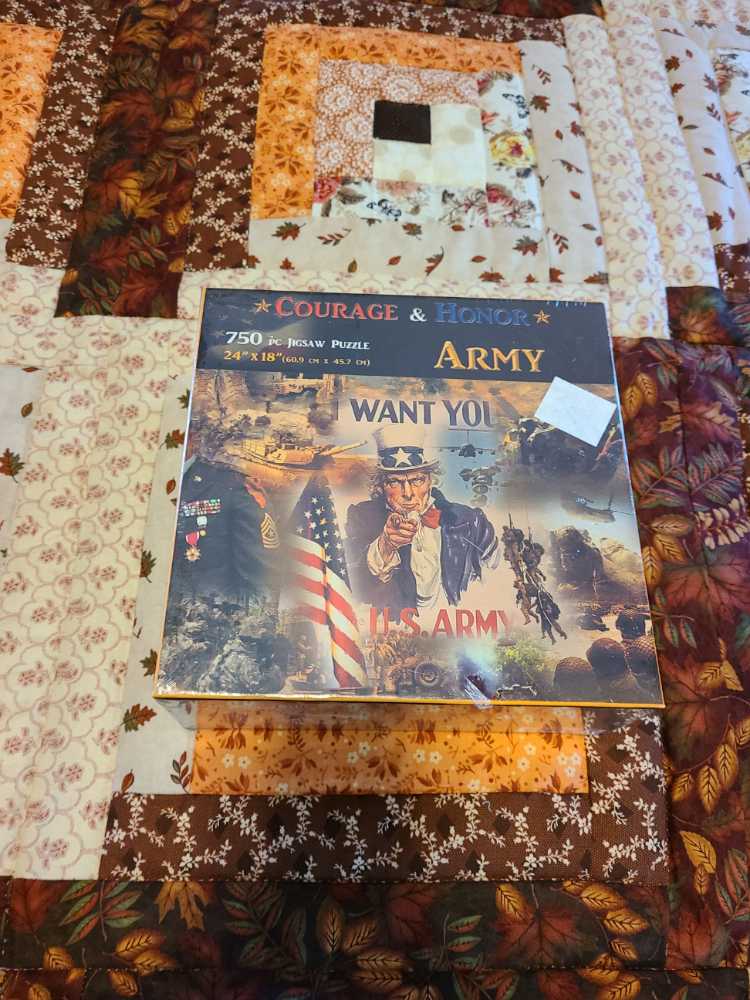 ★COURAGE & HONOR★
750 PC JIGSAW PUZZLE
24" X 18" (60.9 CM X 45.7 CM)
ARMY
I WANT YOU
U.S. ARMY